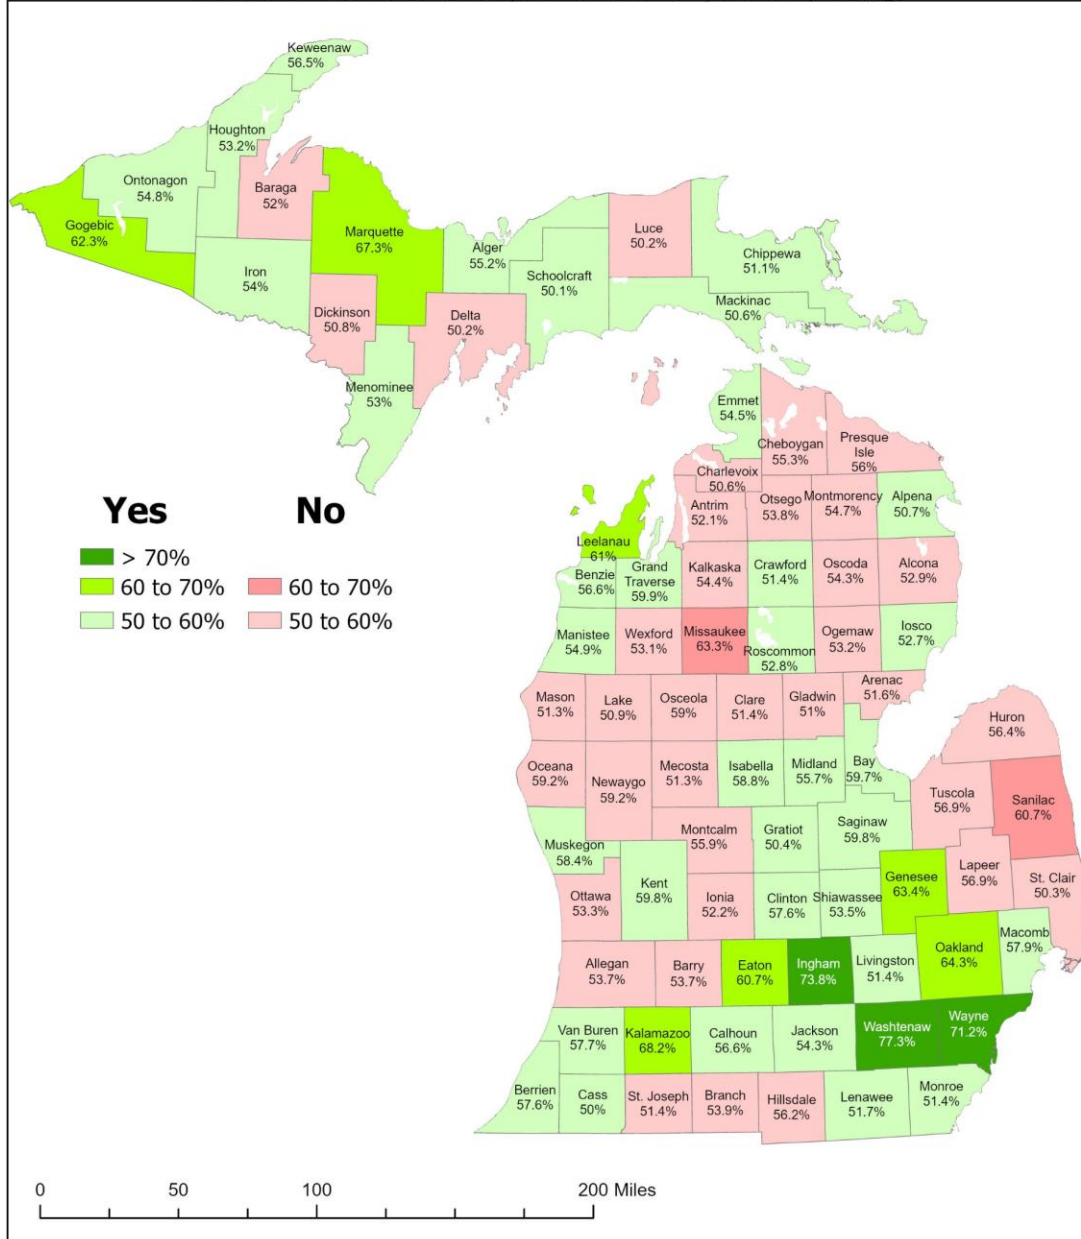 Keweenaw
56.5%
Houghton
53.2%
Ontonagon
54.8%
Baraga
52%
Gogebic
62.3%
Marquette
67.3%
Iron
54%
Alger
55.2%
Luce
50.2%
Chippewa
51.1%
Schoolcraft
50.1%
Mackinac
50.6%
Dickinson
50.8%
Delta
50.2%
Menominee
53%
Emmet
54.5%
Cheboygan
55.3%
Presque
Isle
56%
Charlevoix
50.6%
Antrim
52.1%
Otsego
53.8%
Montmorency
54.7%
Alpena
50.7%
Yes
No
> 70%
60 to 70%
60 to 70%
50 to 60%
50 to 60%
Leelanau
61%
Benzie
56.6%
Grand
Traverse
59.9%
Kalkaska
54.4%
Crawford
51.4%
Oscoda
54.3%
Alcona
52.9%
Manistee
54.9%
Wexford
53.1%
Missaukee
63.3%
Roscommon
52.8%
Ogemaw
53.2%
Iosco
52.7%
Mason
51.3%
Lake
50.9%
Osceola
59%
Clare
51.4%
Gladwin
51%
Arenac
51.6%
Huron
56.4%
Oceana
59.2%
Newaygo
59.2%
Mecosta
51.3%
Isabella
58.8%
Midland
55.7%
Bay
59.7%
Tuscola
56.9%
Sanilac
60.7%
Muskegon
58.4%
Montcalm
55.9%
Gratiot
50.4%
Saginaw
59.8%
Ottawa
53.3%
Kent
59.8%
Ionia
52.2%
Clinton
57.6%
Shiawassee
53.5%
Genesee
63.4%
Lapeer
56.9%
St. Clair
50.3%
Allegan
53.7%
Barry
53.7%
Eaton
60.7%
Ingham
73.8%
Livingston
51.4%
Oakland
64.3%
Macomb
57.9%
Van Buren
57.7%
Kalamazoo
68.2%
Calhoun
56.6%
Jackson
54.3%
Washtenaw
77.3%
Wayne
71.2%
Berrien
57.6%
Cass
50%
St. Joseph
51.4%
Branch
53.9%
Hillsdale
56.2%
Lenawee
51.7%
Monroe
51.4%
0 50 100 200 Miles